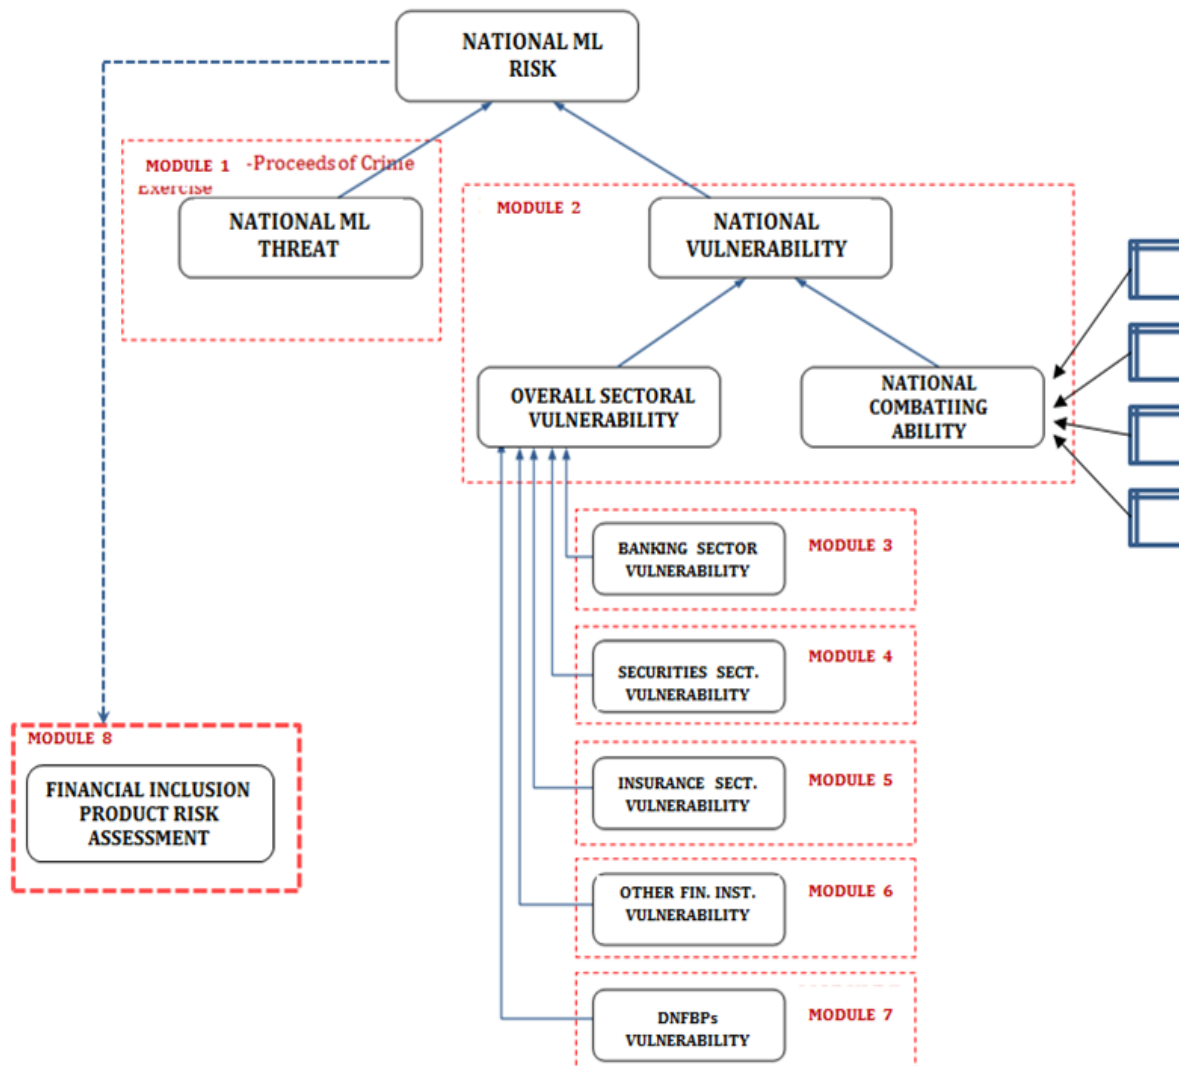 NATIONAL ML
RISK
MODULE 1 -Proceeds of Crime
Exercise
NATIONAL ML
THREAT
MODULE 2
NATIONAL
VULNERABILITY
OVERALL SECTORAL
VULNERABILITY
NATIONAL
COMBATIING
ABILITY
BANKING SECTOR
VULNERABILITY
MODULE 3
SECURITIES SECT.
VULNERABILITY
MODULE 4
INSURANCE SECT.
VULNERABILITY
MODULE 5
OTHER FIN. INST.
VULNERABILITY
MODULE 6
DNFBPs
VULNERABILITY
MODULE 7
MODULE 8
FINANCIAL INCLUSION
PRODUCT RISK
ASSESSMENT